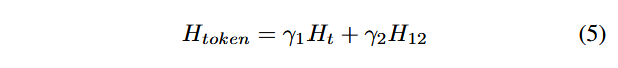 H_{token} = γ_1 H_t + γ_2 H_{12} (5)